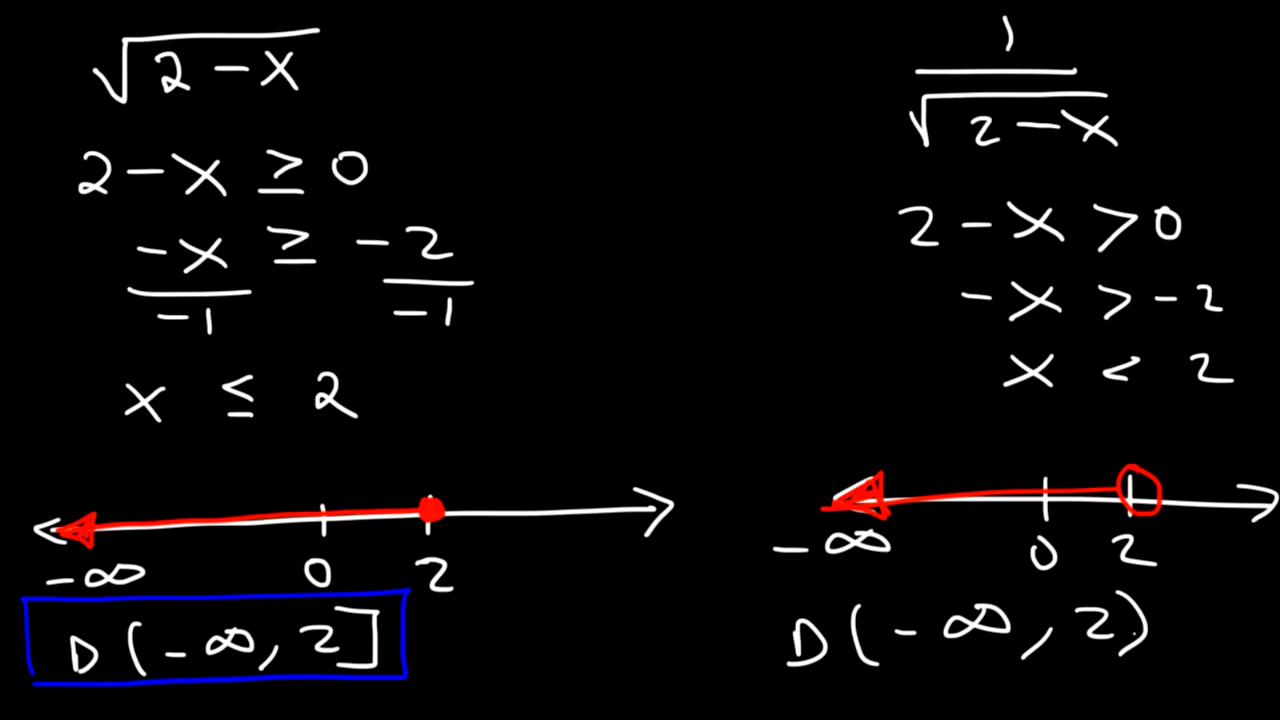 √(2 - x)
2 - x ≥ 0
-x/-1 ≥ -2/-1
x ≤ 2
-∞ 0 2
D (-∞, 2]
1/√(2 - x)
2 - x > 0
-x > -2
x < 2
-∞ 0 2
D (-∞, 2)